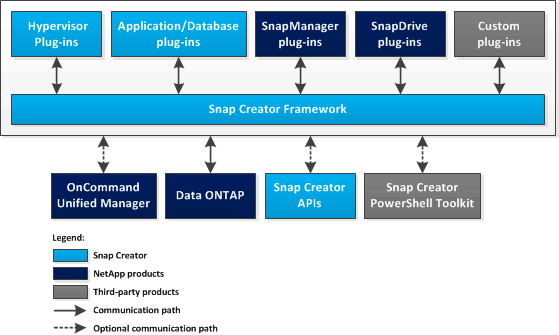 Hypervisor
Plug-ins
Application/Database
plug-ins
SnapManager
plug-ins
SnapDrive
plug-ins
Custom
plug-ins
Snap Creator Framework
OnCommand
Unified Manager
Data ONTAP
Snap Creator
APIs
Snap Creator
PowerShell Toolkit
Legend:
Snap Creator
NetApp products
Third-party products
Communication path
Optional communication path